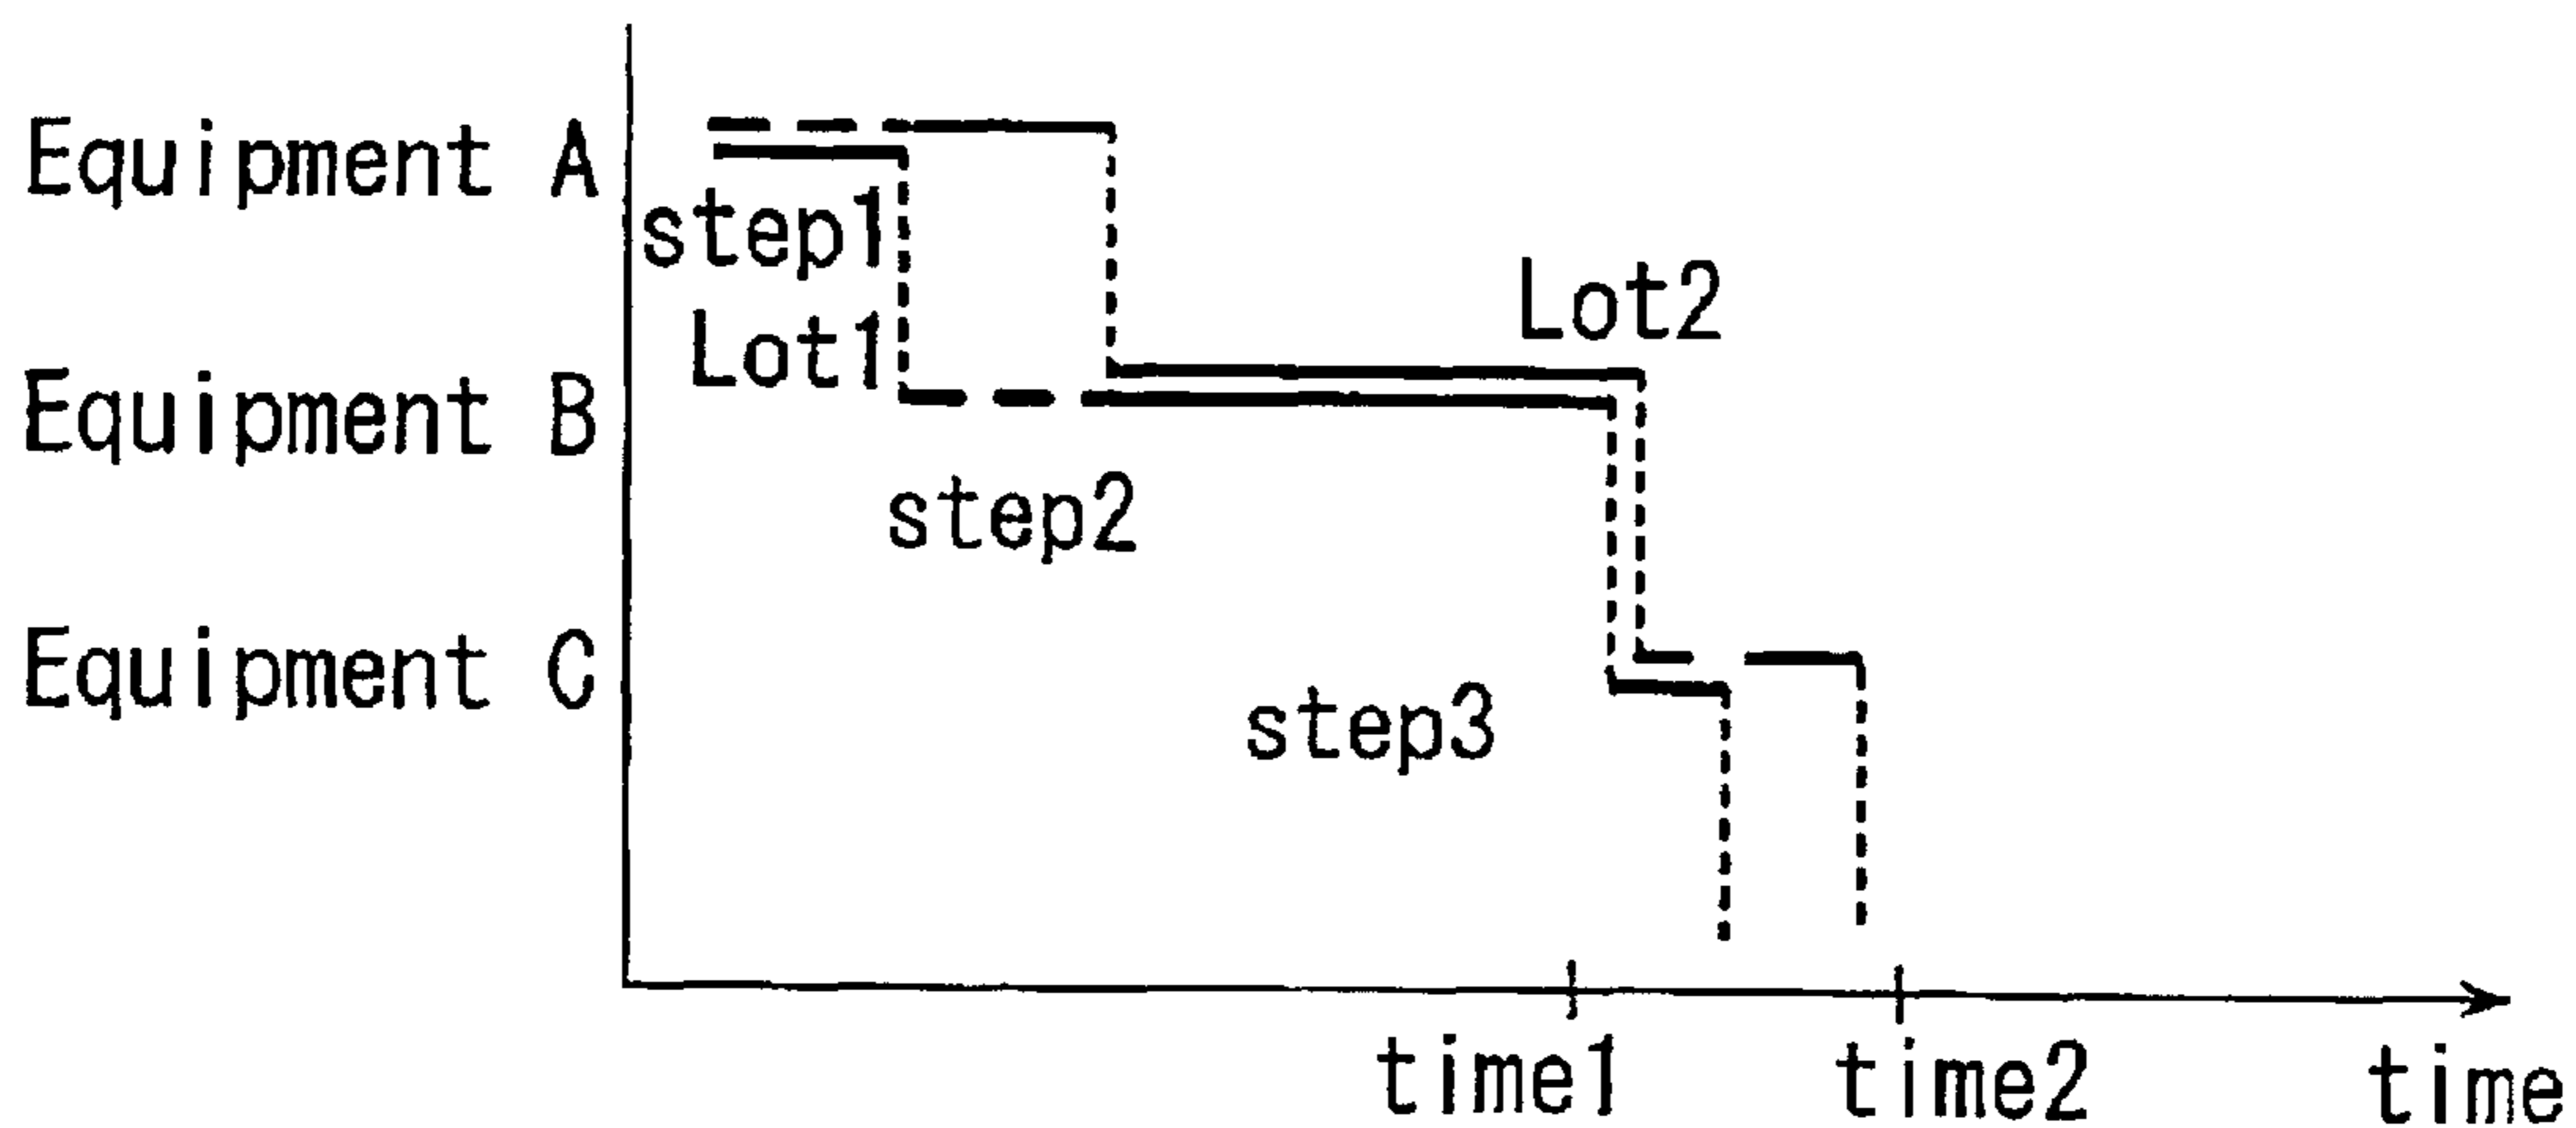 Equipment A
step1
Lot1
Lot2
Equipment B
step2
Equipment C
step3
time1
time2
time